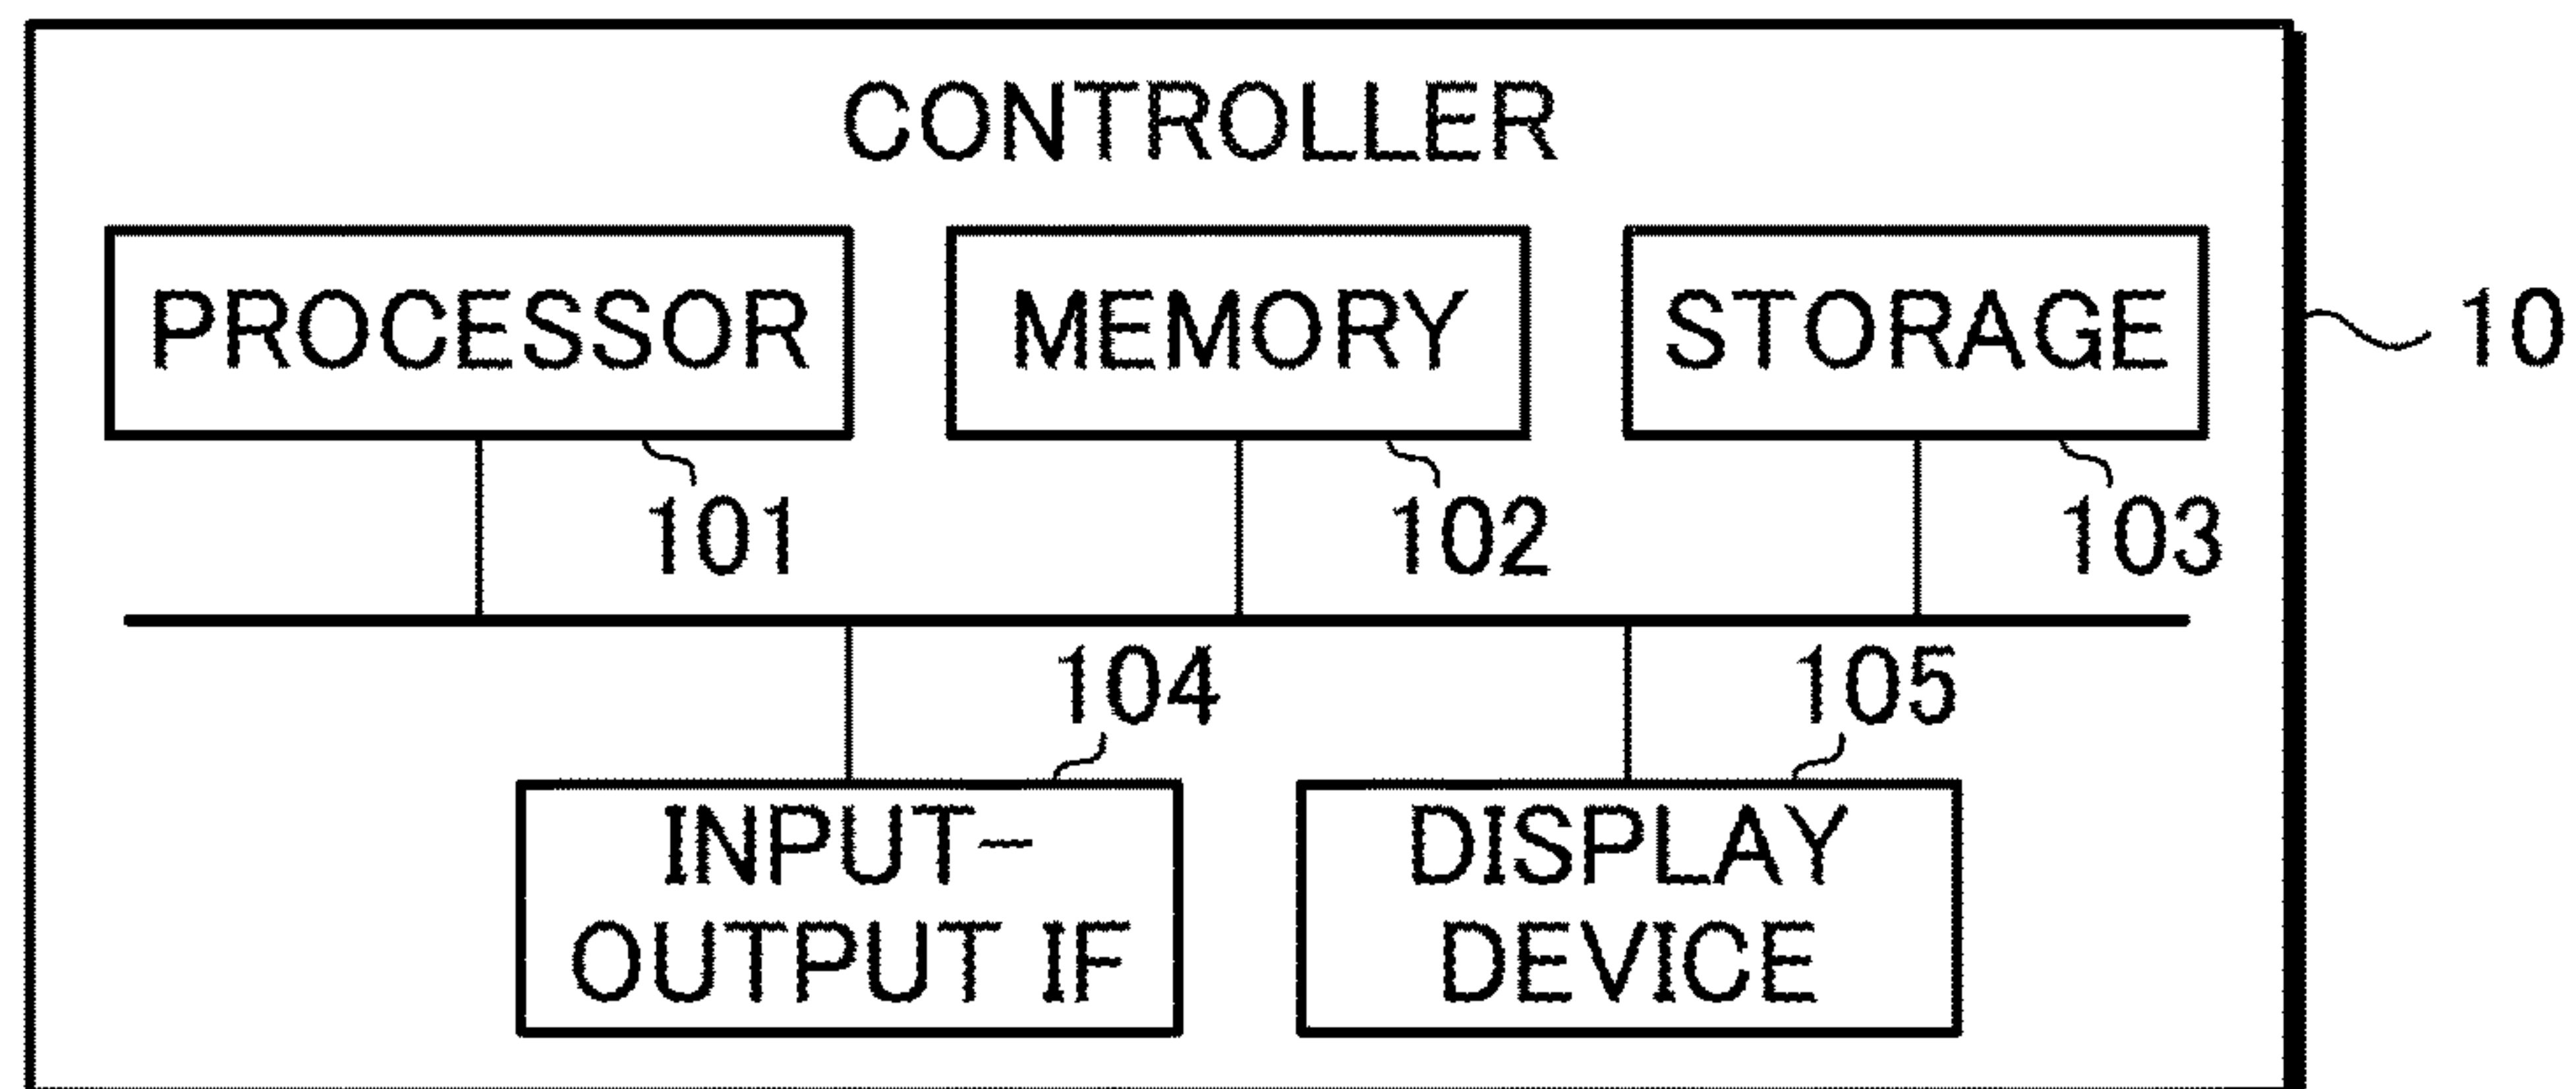 CONTROLLER
PROCESSOR
MEMORY
STORAGE
10
101
102
103
104
105
INPUT-
OUTPUT IF
DISPLAY
DEVICE